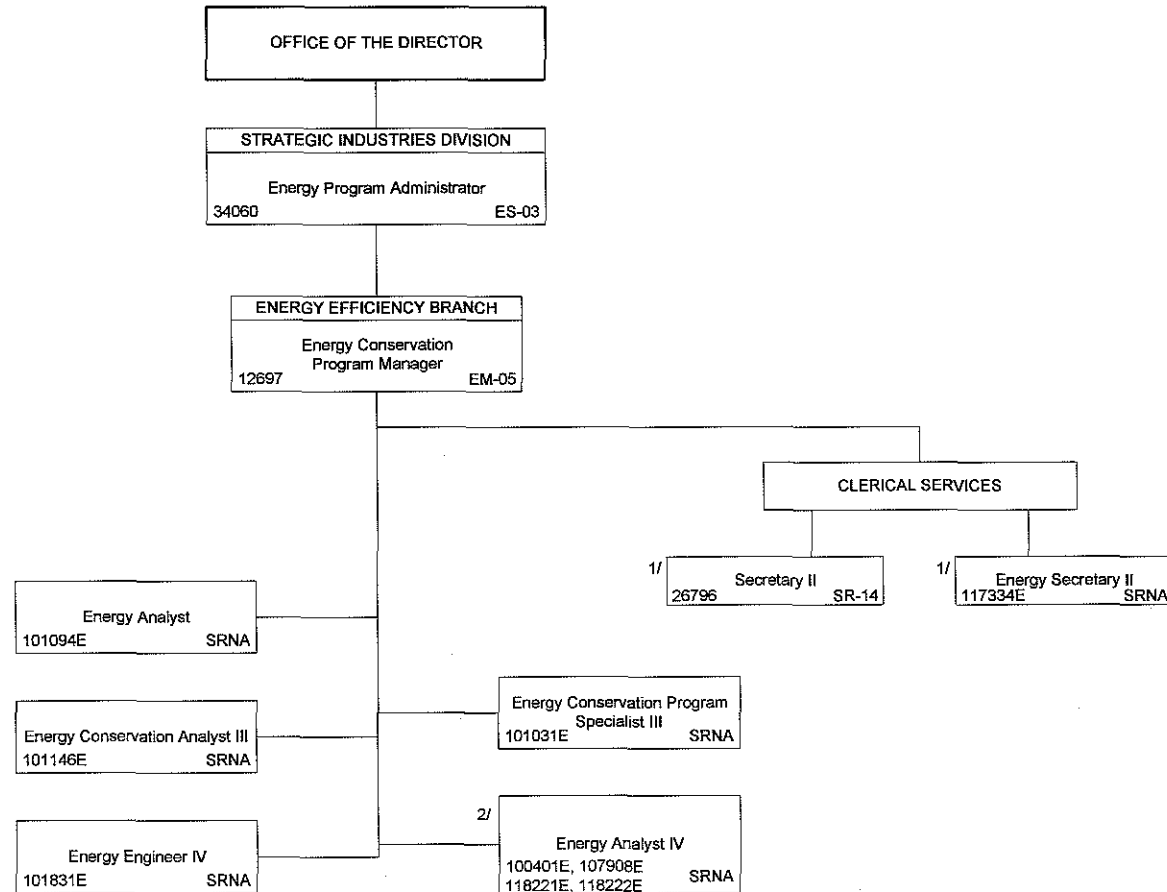 OFFICE OF THE DIRECTOR
STRATEGIC INDUSTRIES DIVISION
Energy Program Administrator
34060 ES-03
ENERGY EFFICIENCY BRANCH
Energy Conservation
Program Manager
12697 EM-05
CLERICAL SERVICES
1/
Secretary II
26796 SR-14
1/
Energy Secretary II
117334E SRNA
Energy Analyst
101094E SRNA
Energy Conservation Program
Specialist III
101031E SRNA
Energy Conservation Analyst III
101146E SRNA
2/
Energy Analyst IV
100401E, 107908E
118221E, 118222E SRNA
Energy Engineer IV
101831E SRNA